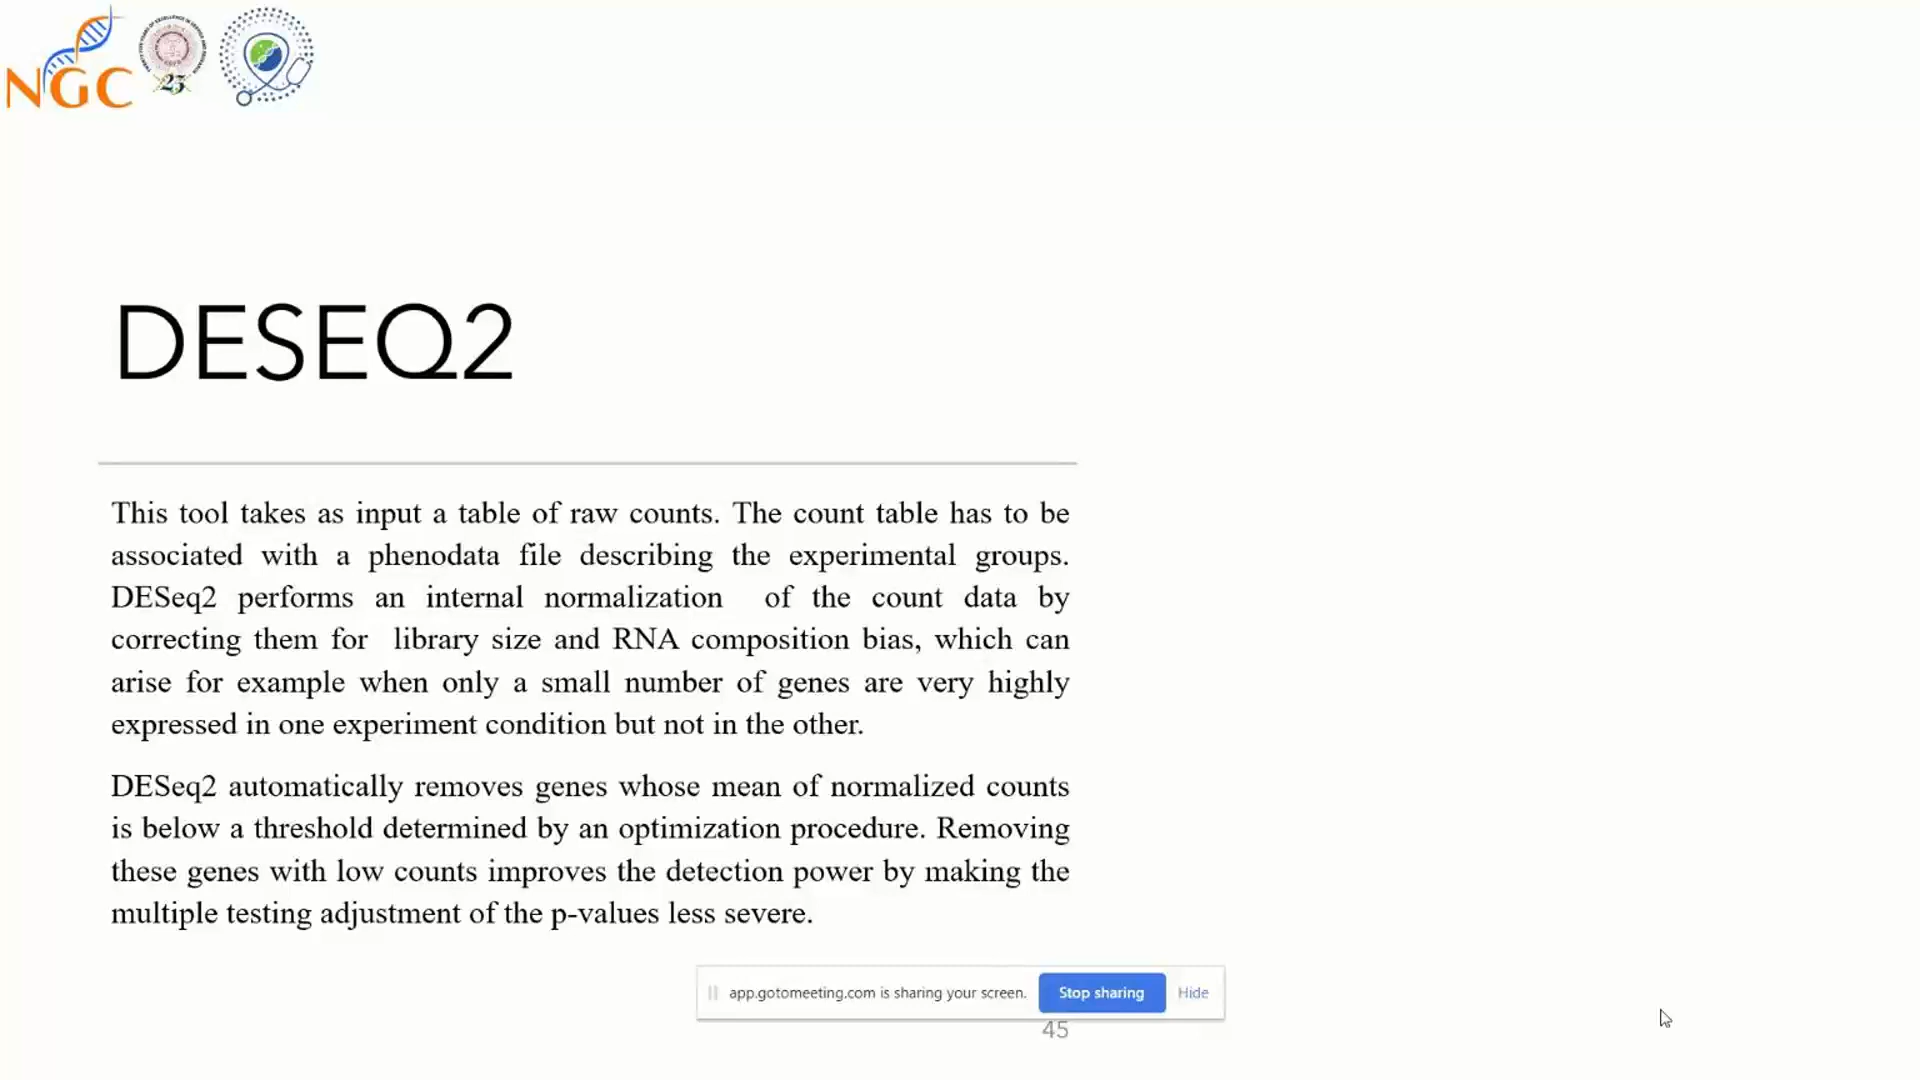 NGC
25
DESEQ2
This tool takes as input a table of raw counts. The count table has to be
associated with a phenodata file describing the experimental groups.
DESeq2 performs an internal normalization of the count data by
correcting them for library size and RNA composition bias, which can
arise for example when only a small number of genes are very highly
expressed in one experiment condition but not in the other.
DESeq2 automatically removes genes whose mean of normalized counts
is below a threshold determined by an optimization procedure. Removing
these genes with low counts improves the detection power by making the
multiple testing adjustment of the p-values less severe.
app.gotomeeting.com is sharing your screen. Stop sharing Hide
45